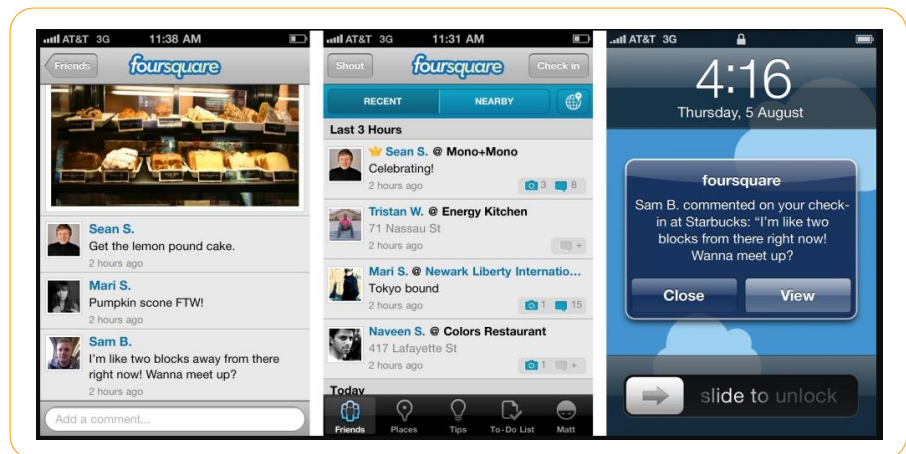 AT&T 3G 11:38 AM
Friends foursquare
Sean S.
Get the lemon pound cake.
2 hours ago
Mari S.
Pumpkin scone FTW!
2 hours ago
Sam B.
I'm like two blocks away from there
right now! Wanna meet up?
2 hours ago
Add a comment...
AT&T 3G 11:31 AM
Shout foursquare Check in
RECENT NEARBY
Last 3 Hours
Sean S. @ Mono+Mono
Celebrating!
2 hours ago 3 8
Tristan W. @ Energy Kitchen
71 Nassau St
2 hours ago +
Mari S. @ Newark Liberty Internatio...
Tokyo bound
2 hours ago 1 15
Naveen S. @ Colors Restaurant
417 Lafayette St
2 hours ago 1 +
Today
Friends Places Tips To-Do List Matt
AT&T 3G
4:16
Thursday, 5 August
foursquare
Sam B. commented on your check-
in at Starbucks: “I'm like two
blocks from there right now!
Wanna meet up?
Close View
slide to unlock